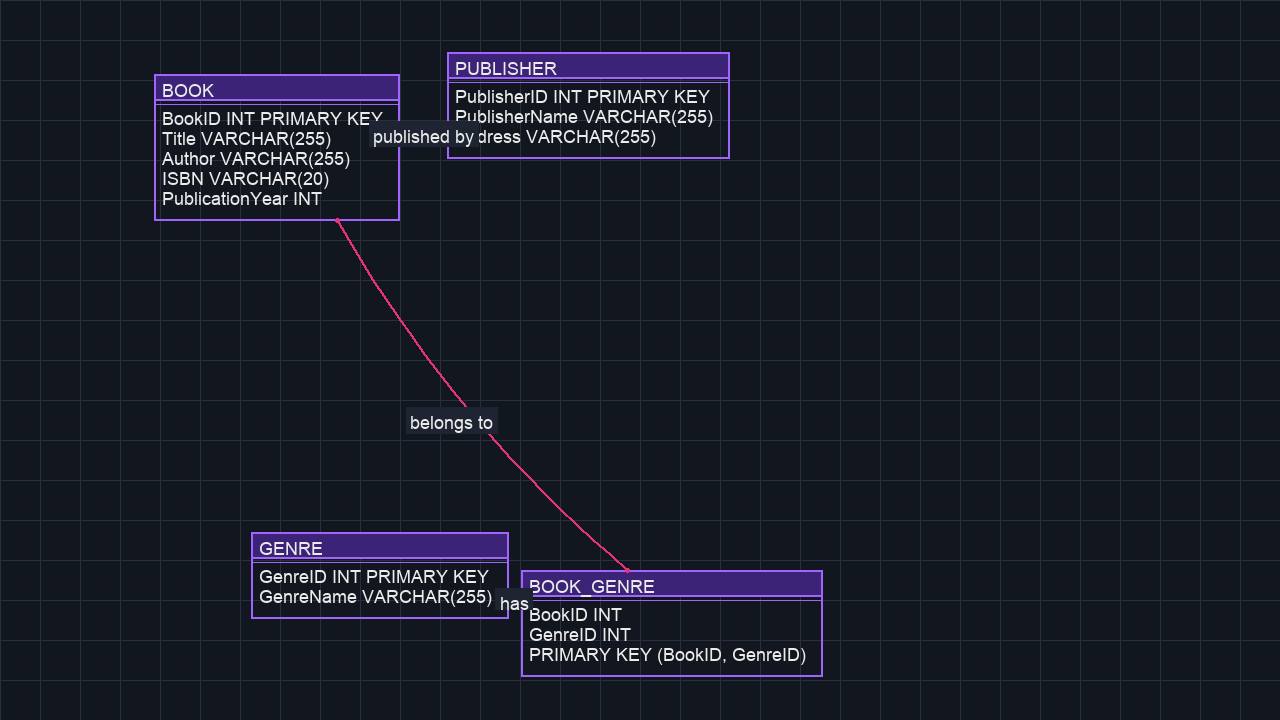 BOOK
BookID INT PRIMARY KEY
Title VARCHAR(255)
Author VARCHAR(255)
ISBN VARCHAR(20)
PublicationYear INT
published by
PUBLISHER
PublisherID INT PRIMARY KEY
PublisherName VARCHAR(255)
dress VARCHAR(255)
belongs to
GENRE
GenreID INT PRIMARY KEY
GenreName VARCHAR(255)
has
BOOK_GENRE
BookID INT
GenreID INT
PRIMARY KEY (BookID, GenreID)